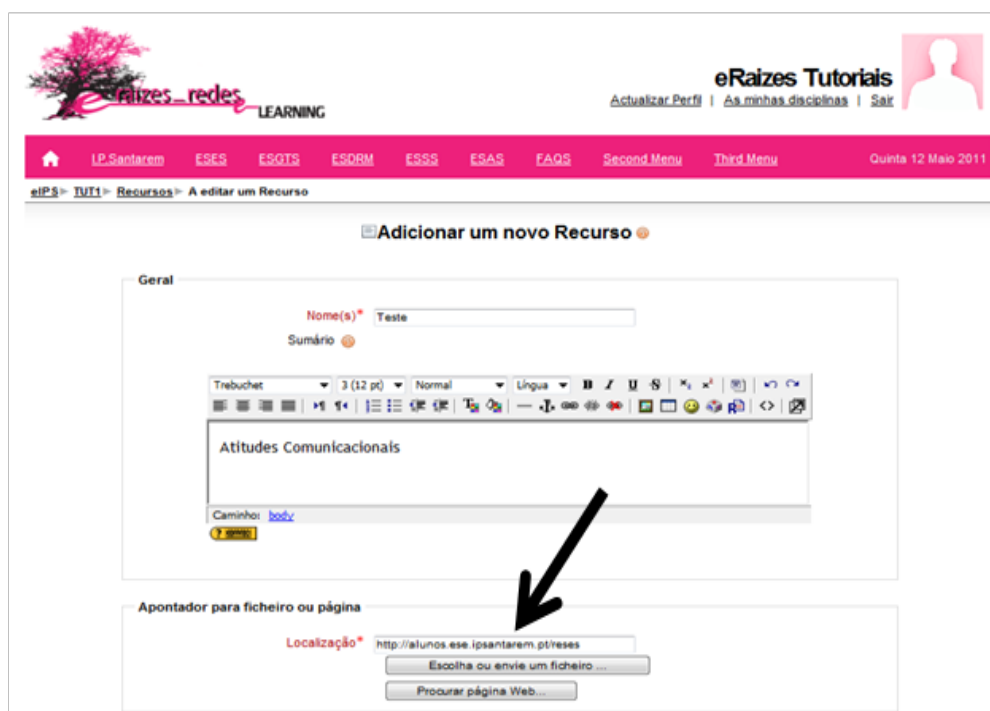 eRaizes Tutoriais
eraizes_redes
LEARNING
Actualizar Perfil | As minhas disciplinas | Sair
I.P.Santarem ESES ESGTS ESDRM ESSS ESAS FAQS Second Menu Third Menu Quinta 12 Maio 2011
eIPS TUT1 Recursos A editar um Recurso
Adicionar um novo Recurso
Geral
Nome(s)* Teste
Sumário
Trebuchet 3 (12 pt) Normal Língua B I U S
Atitudes Comunicacionais
Caminho: body
Apontador para ficheiro ou página
Localização* http://alunos.ese.ipsantarem.pt/reses
Escolha ou envie um ficheiro ...
Procurar página Web...